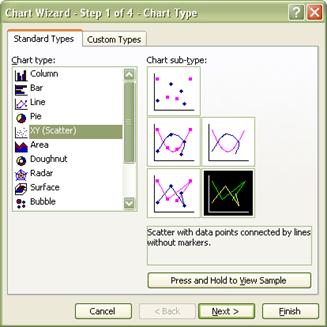 Chart Wizard - Step 1 of 4 - Chart Type
Standard Types
Custom Types
Chart type:
Chart sub-type:
Column
Bar
Line
Pie
XY (Scatter)
Area
Doughnut
Radar
Surface
Bubble
Scatter with data points connected by lines
without markers.
Press and Hold to View Sample
Cancel
< Back
Next >
Finish